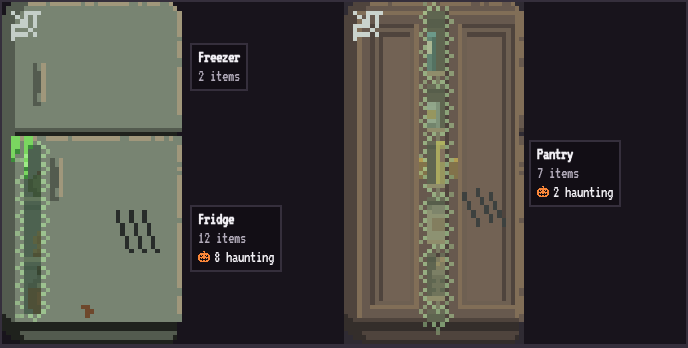 Freezer
2 items
Fridge
12 items
🎃 8 haunting
Pantry
7 items
🎃 2 haunting